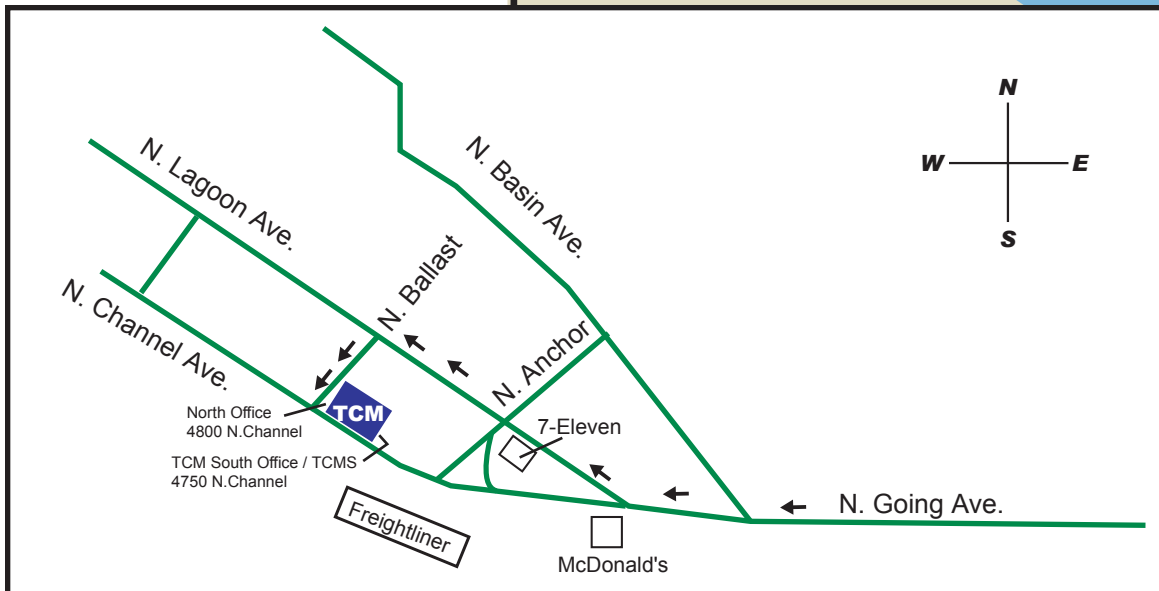 N
W
E
S
N. Basin Ave.
N. Lagoon Ave.
N. Ballast
N. Channel Ave.
N. Anchor
TCM
North Office
4800 N.Channel
7-Eleven
TCM South Office / TCMS
4750 N.Channel
N. Going Ave.
Freightliner
McDonald's